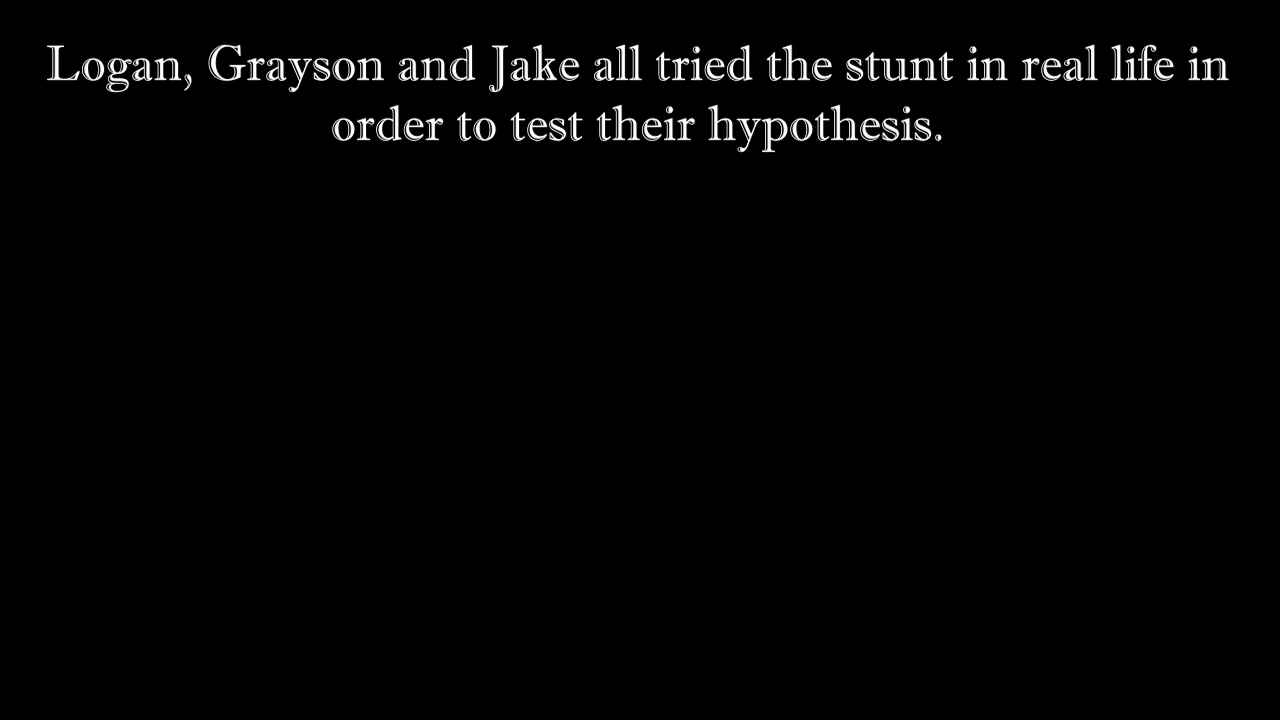 Logan, Grayson and Jake all tried the stunt in real life in
order to test their hypothesis.